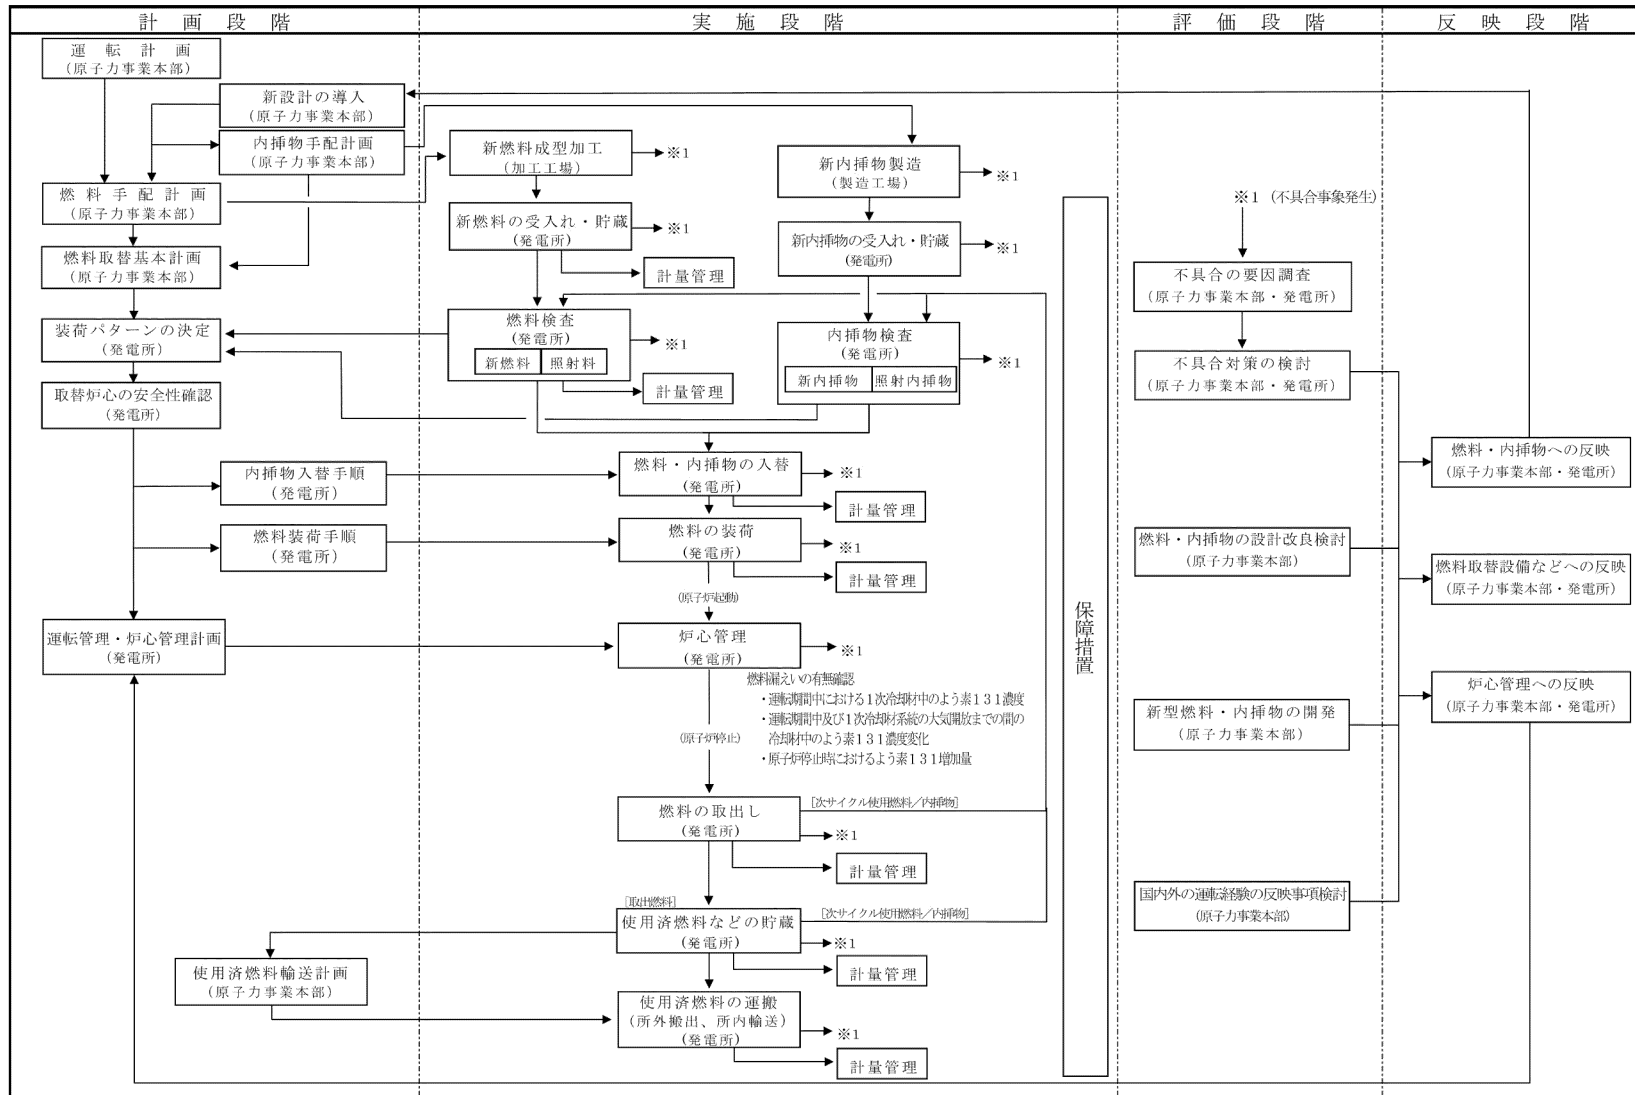 計画段階
実施段階
評価段階
反映段階
運転計画
(原子力事業本部)
新設計の導入
(原子力事業本部)
内挿物手配計画
(原子力事業本部)
燃料手配計画
(原子力事業本部)
燃料取替基本計画
(原子力事業本部)
装荷パターンの決定
(発電所)
取替炉心の安全性確認
(発電所)
内挿物入替手順
(発電所)
燃料装荷手順
(発電所)
運転管理・炉心管理計画
(発電所)
使用済燃料輸送計画
(原子力事業本部)
新燃料成型加工
(加工工場)
※1
新燃料の受入れ・貯蔵
(発電所)
※1
計量管理
燃料検査
(発電所)
新燃料
照射料
※1
計量管理
新内挿物製造
(製造工場)
※1
新内挿物の受入れ・貯蔵
(発電所)
※1
内挿物検査
(発電所)
新内挿物
照射内挿物
※1
燃料・内挿物の入替
(発電所)
※1
計量管理
燃料の装荷
(発電所)
※1
計量管理
(原子炉起動)
炉心管理
(発電所)
※1
燃料漏えいの有無確認
・運転期間中における1次冷却材中のよう素131濃度
・運転期間中及び1次冷却材系統の大気開放までの間の
冷却材中のよう素131濃度変化
・原子炉停止時におけるよう素131増加量
(原子炉停止)
燃料の取出し
(発電所)
[次サイクル使用燃料/内挿物]
※1
計量管理
[取出燃料]
使用済燃料などの貯蔵
(発電所)
[次サイクル使用燃料/内挿物]
※1
計量管理
使用済燃料の運搬
(所外搬出、所内輸送)
(発電所)
※1
計量管理
保障措置
※1 (不具合事象発生)
不具合の要因調査
(原子力事業本部・発電所)
不具合対策の検討
(原子力事業本部・発電所)
燃料・内挿物の設計改良検討
(原子力事業本部)
新型燃料・内挿物の開発
(原子力事業本部)
国内外の運転経験の反映事項検討
(原子力事業本部)
燃料・内挿物への反映
(原子力事業本部・発電所)
燃料取替設備などへの反映
(原子力事業本部・発電所)
炉心管理への反映
(原子力事業本部・発電所)